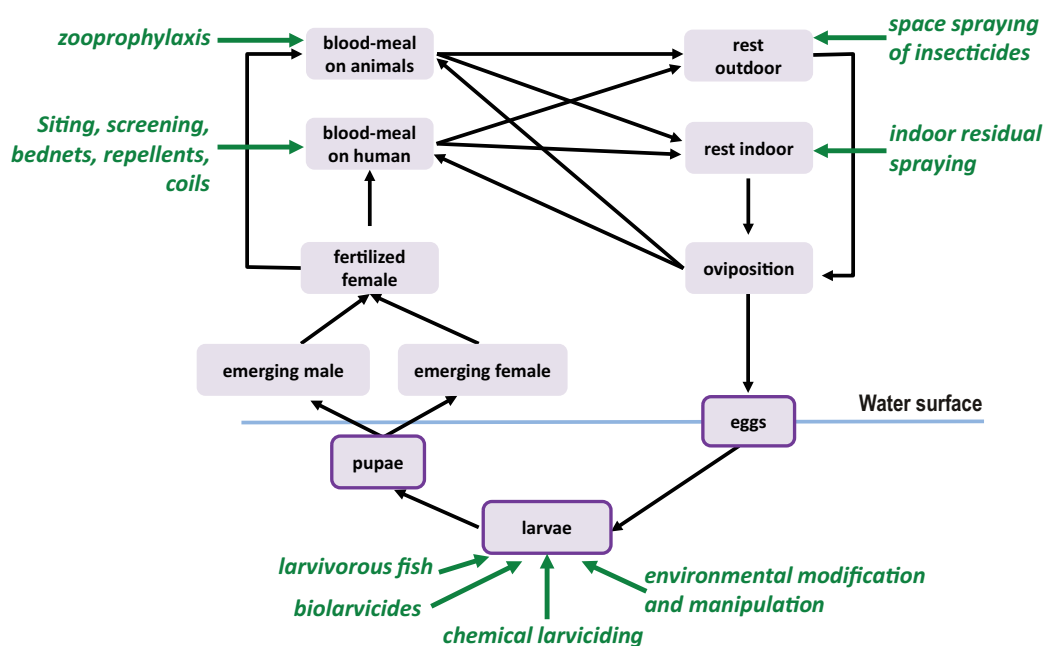 zooprophylaxis
blood-meal
on animals
rest
outdoor
space spraying
of insecticides
Siting, screening,
bednets, repellents,
coils
blood-meal
on human
rest indoor
indoor residual
spraying
fertilized
female
oviposition
emerging male
emerging female
Water surface
eggs
pupae
larvae
larvivorous fish
biolarvicides
chemical larviciding
environmental modification
and manipulation